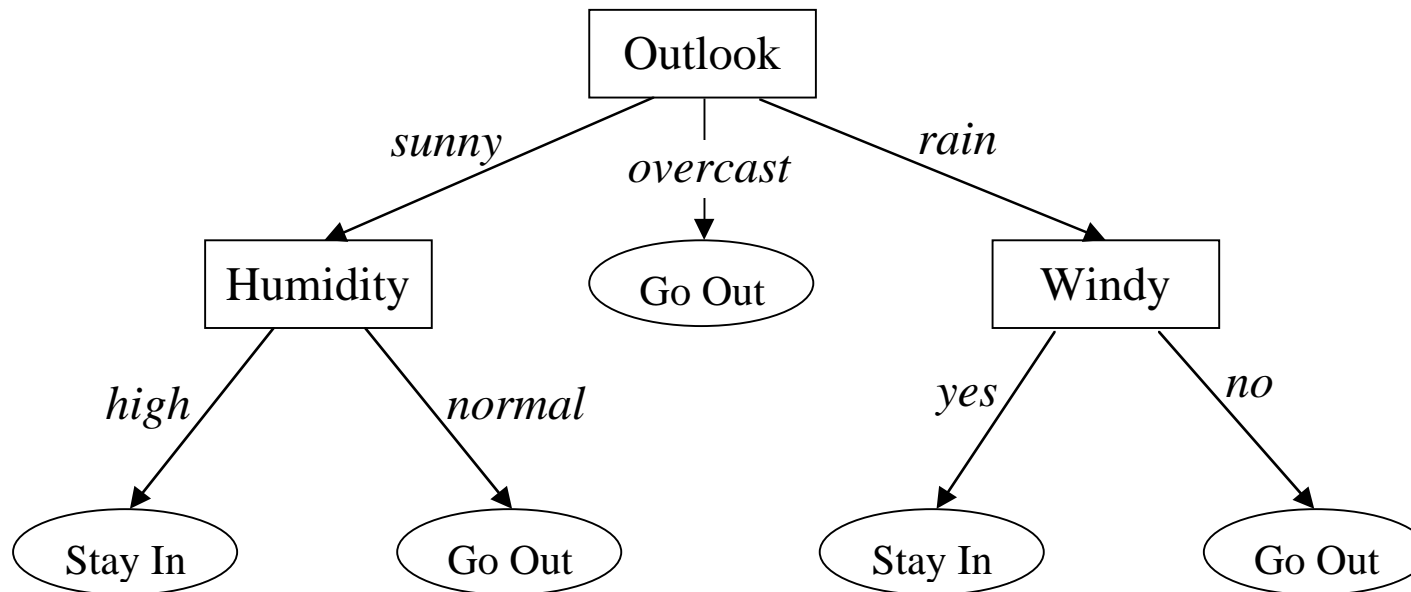 Outlook
sunny
overcast
rain
Humidity
Go Out
Windy
high
normal
yes
no
Stay In
Go Out
Stay In
Go Out